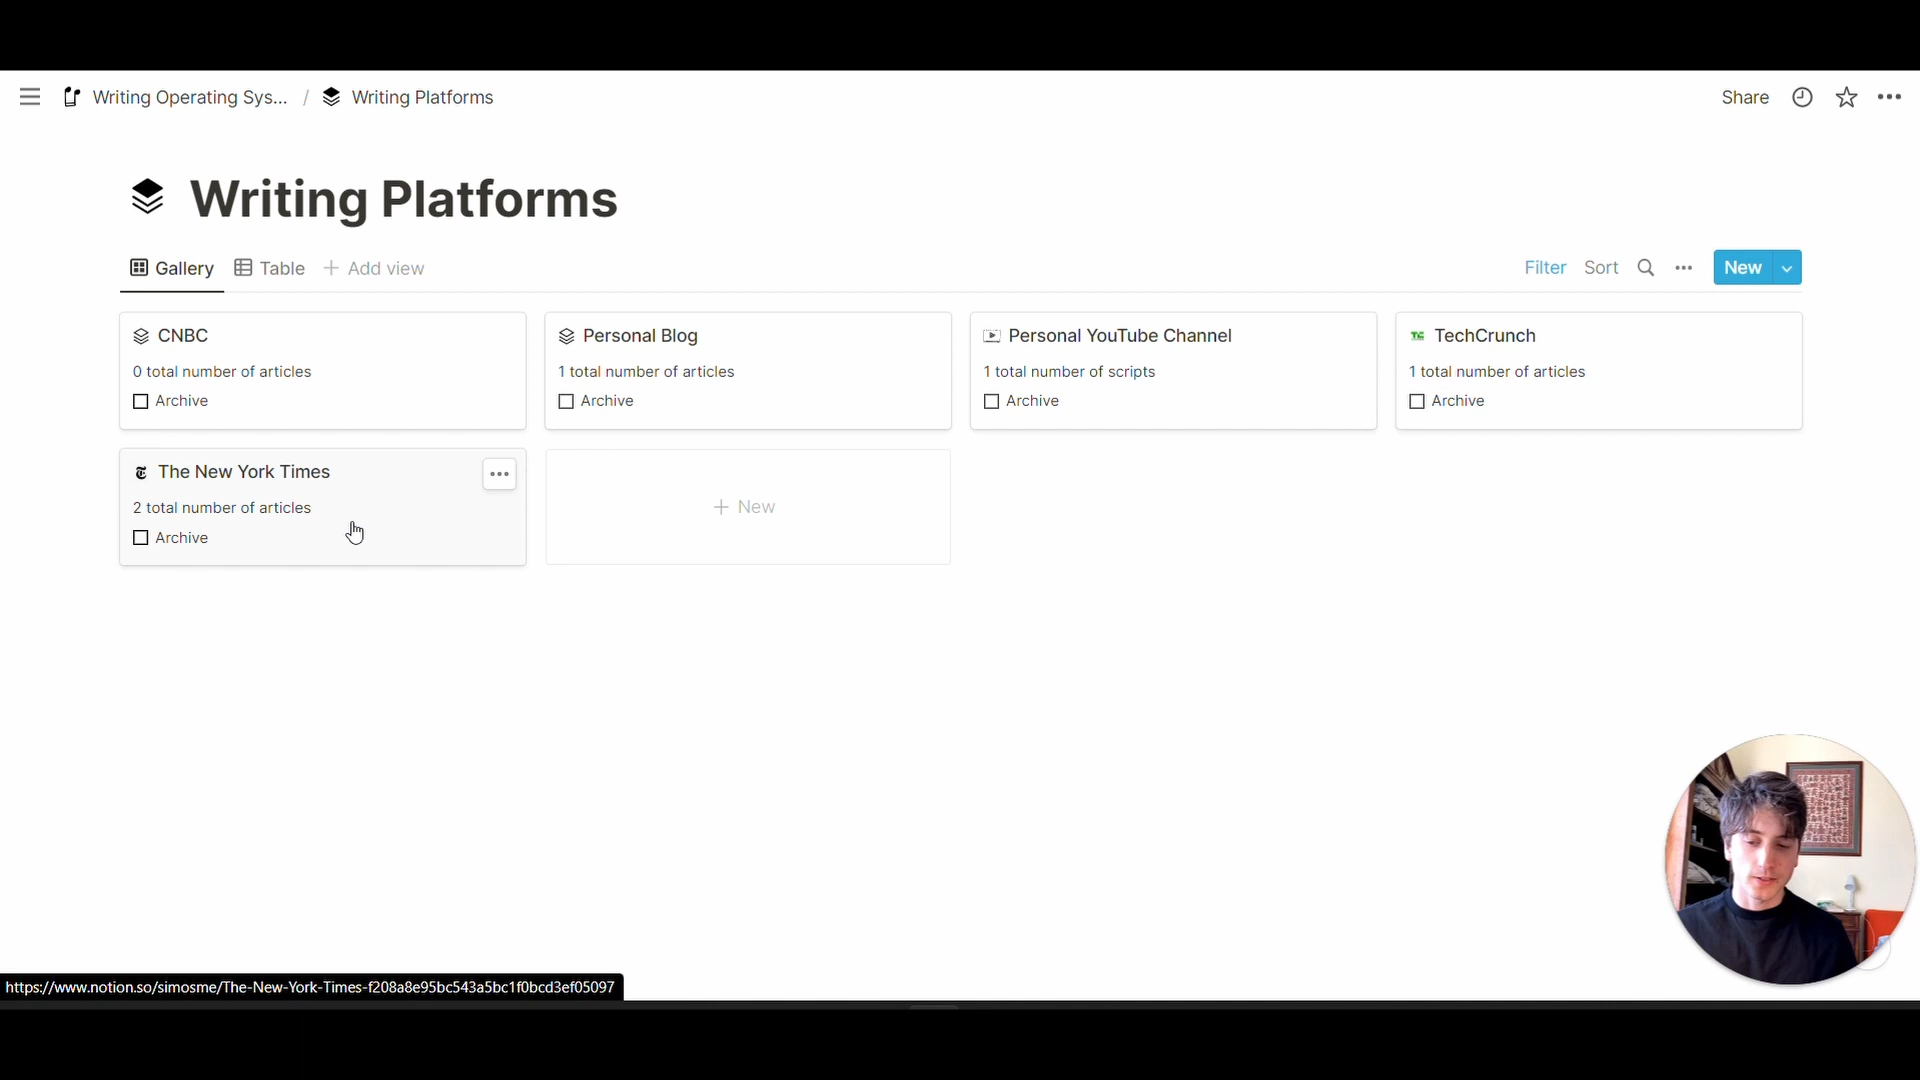 Writing Operating Sys... / Writing Platforms
Share
Writing Platforms
Gallery Table + Add view
Filter Sort New
CNBC
0 total number of articles
Archive
Personal Blog
1 total number of articles
Archive
Personal YouTube Channel
1 total number of scripts
Archive
TechCrunch
1 total number of articles
Archive
The New York Times
2 total number of articles
Archive
+ New
https://www.notion.so/simosme/The-New-York-Times-f208a8e95bc543a5bc1f0bcd3ef05097